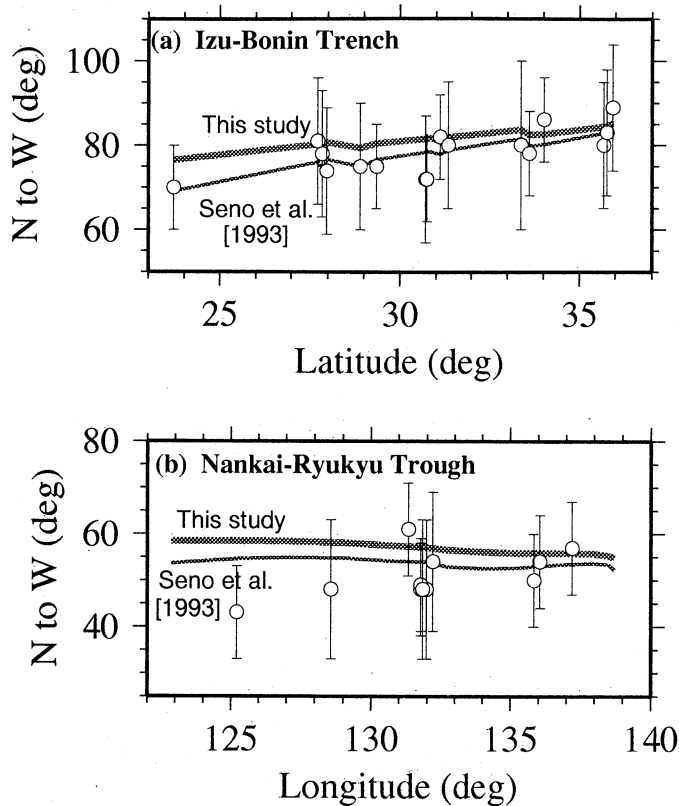 (a) Izu-Bonin Trench
100
80
60
N to W (deg)
This study
Seno et al.
[1993]
25
30
35
Latitude (deg)
80
60
40
N to W (deg)
(b) Nankai-Ryukyu Trough
This study
Seno et al.
[1993]
125
130
135
140
Longitude (deg)